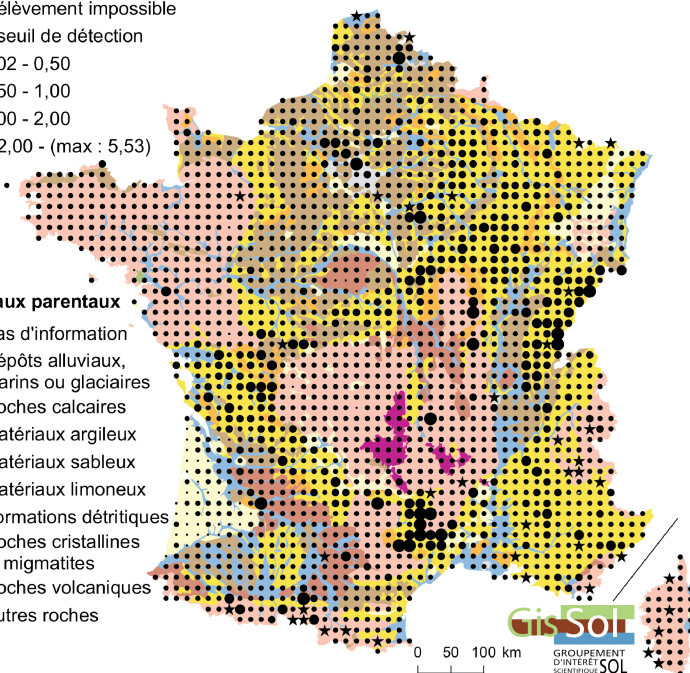 élèvement impossible
seuil de détection
02 - 0,50
50 - 1,00
00 - 2,00
2,00 - (max : 5,53)
aux parentaux
as d'information
épôts alluviaux,
arins ou glaciaires
oches calcaires
atériaux argileux
atériaux sableux
atériaux limoneux
ormations détritiques
oches cristallines
migmatites
oches volcaniques
utres roches
0 50 100 km
GisSol
GROUPEMENT
D'INTÉRÊT
SCIENTIFIQUE SOL